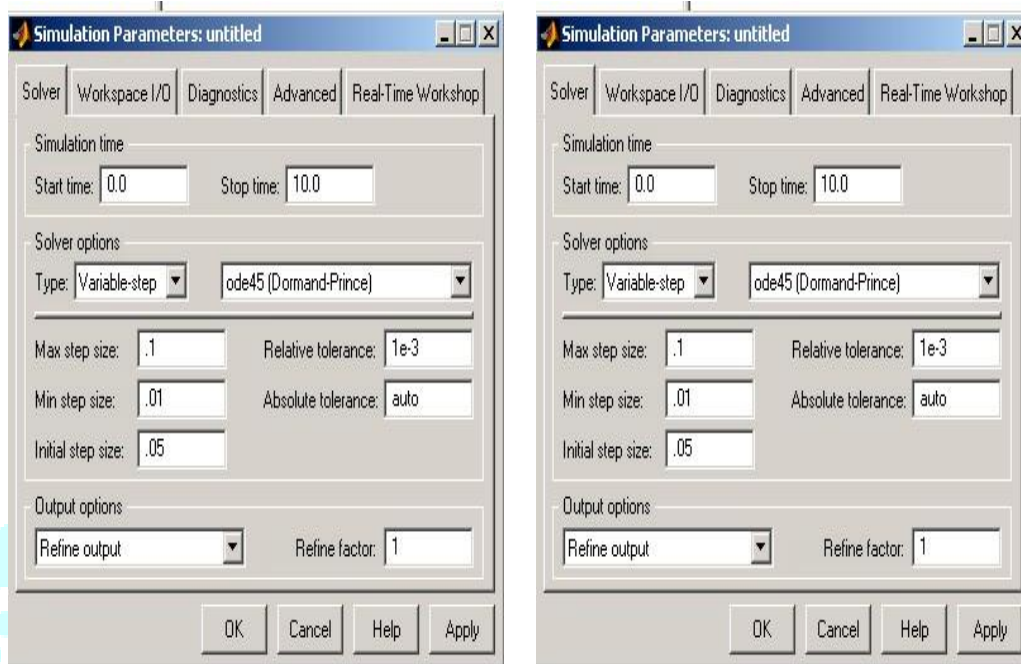 Simulation Parameters: untitled
Solver Workspace I/O Diagnostics Advanced Real-Time Workshop
Simulation time
Start time: 0.0 Stop time: 10.0
Solver options
Type: Variable-step ode45 (Dormand-Prince)
Max step size: .1 Relative tolerance: 1e-3
Min step size: .01 Absolute tolerance: auto
Initial step size: .05
Output options
Refine output Refine factor: 1
OK Cancel Help Apply
Simulation Parameters: untitled
Solver Workspace I/O Diagnostics Advanced Real-Time Workshop
Simulation time
Start time: 0.0 Stop time: 10.0
Solver options
Type: Variable-step ode45 (Dormand-Prince)
Max step size: .1 Relative tolerance: 1e-3
Min step size: .01 Absolute tolerance: auto
Initial step size: .05
Output options
Refine output Refine factor: 1
OK Cancel Help Apply